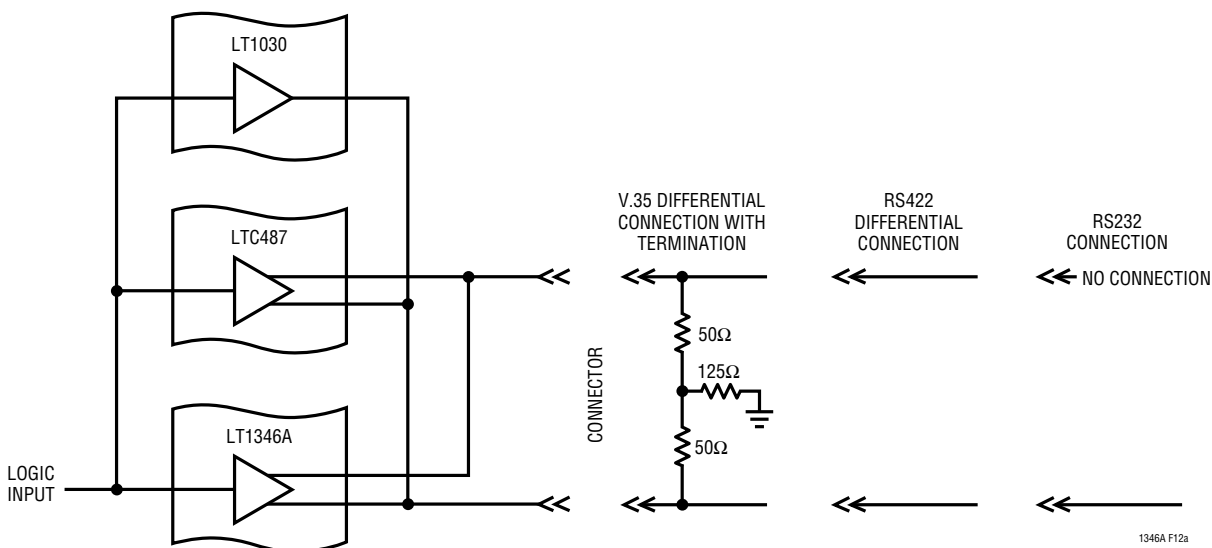 LT1030
LTC487
LT1346A
LOGIC
INPUT
CONNECTOR
V.35 DIFFERENTIAL
CONNECTION WITH
TERMINATION
50Ω
125Ω
50Ω
RS422
DIFFERENTIAL
CONNECTION
RS232
CONNECTION
NO CONNECTION
1346A F12a